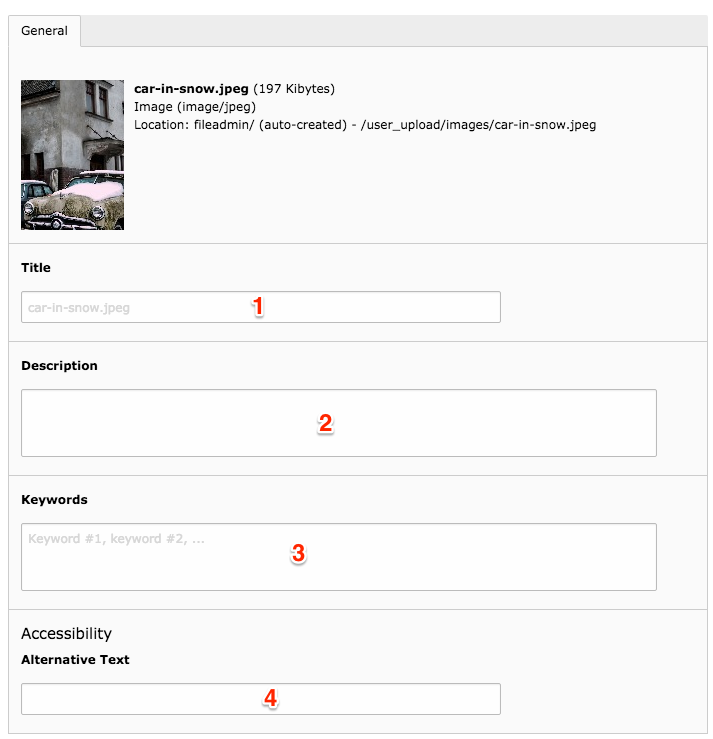 General
car-in-snow.jpeg (197 Kibytes)
Image (image/jpeg)
Location: fileadmin/ (auto-created) - /user_upload/images/car-in-snow.jpeg
Title
car-in-snow.jpeg 1
Description
2
Keywords
Keyword #1, keyword #2, ...
3
Accessibility
Alternative Text
4